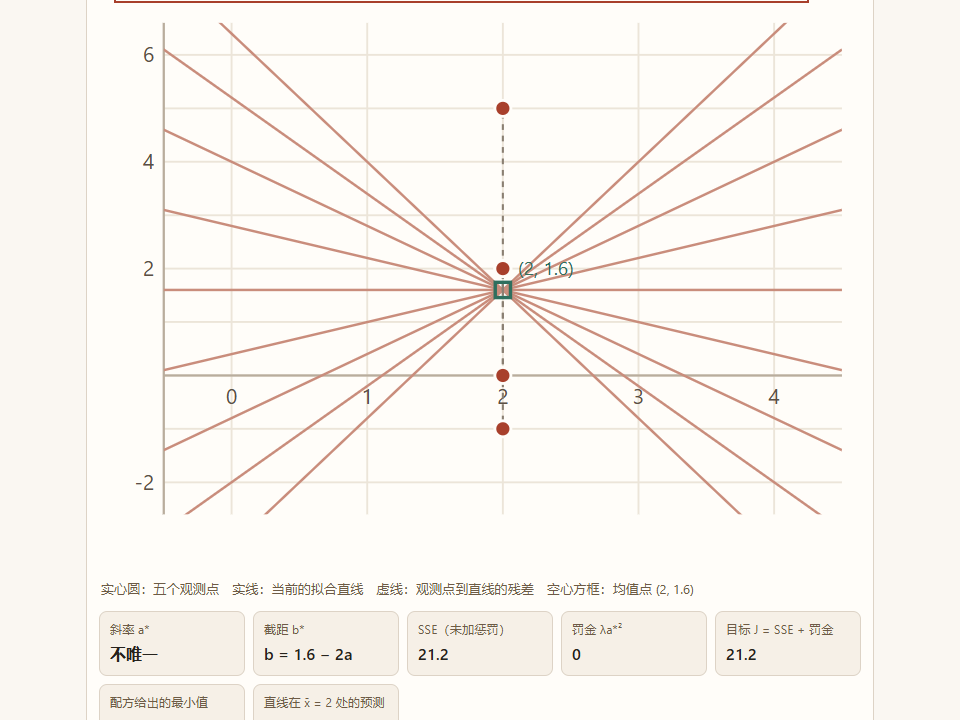 6
4
2
-2
(2, 1.6)
0
1
2
3
4
实心圆：五个观测点 实线：当前的拟合直线 虚线：观测点到直线的残差 空心方框：均值点 (2, 1.6)
斜率 a*
不唯一
截距 b*
b = 1.6 − 2a
SSE（未加惩罚）
21.2
罚金 λa*²
0
目标 J = SSE + 罚金
21.2
配方给出的最小值
直线在 x̄ = 2 处的预测